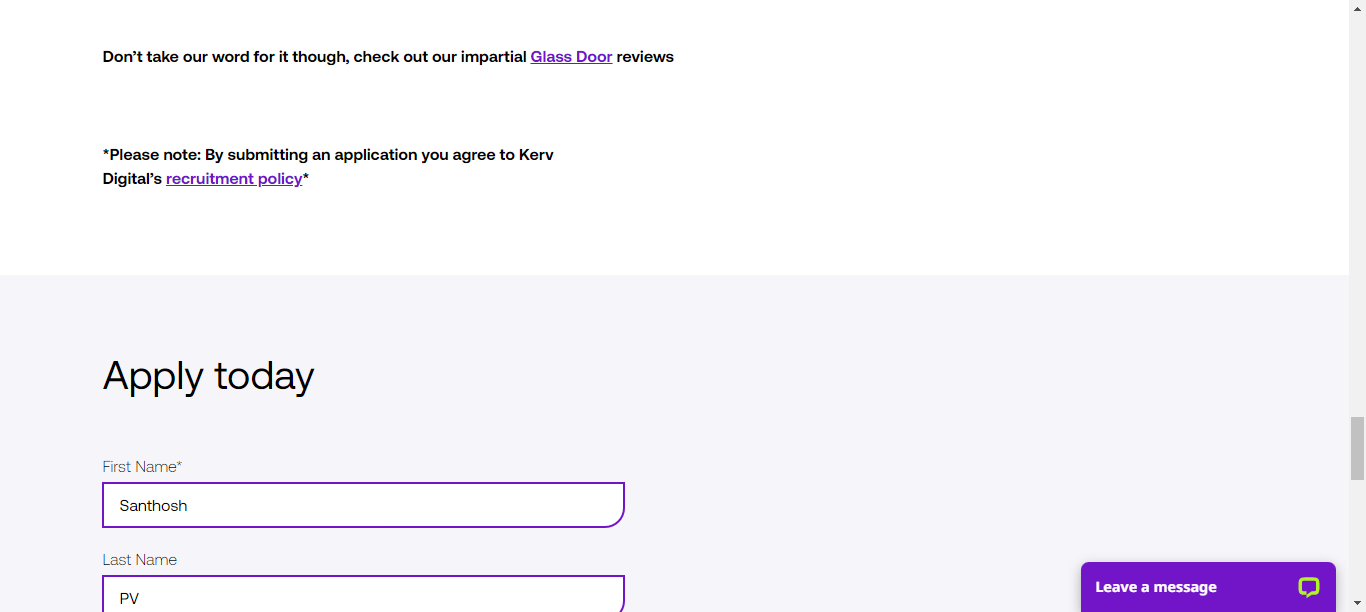 Don’t take our word for it though, check out our impartial Glass Door reviews
*Please note: By submitting an application you agree to Kerv
Digital’s recruitment policy*
Apply today
First Name*
Santhosh
Last Name
PV
Leave a message